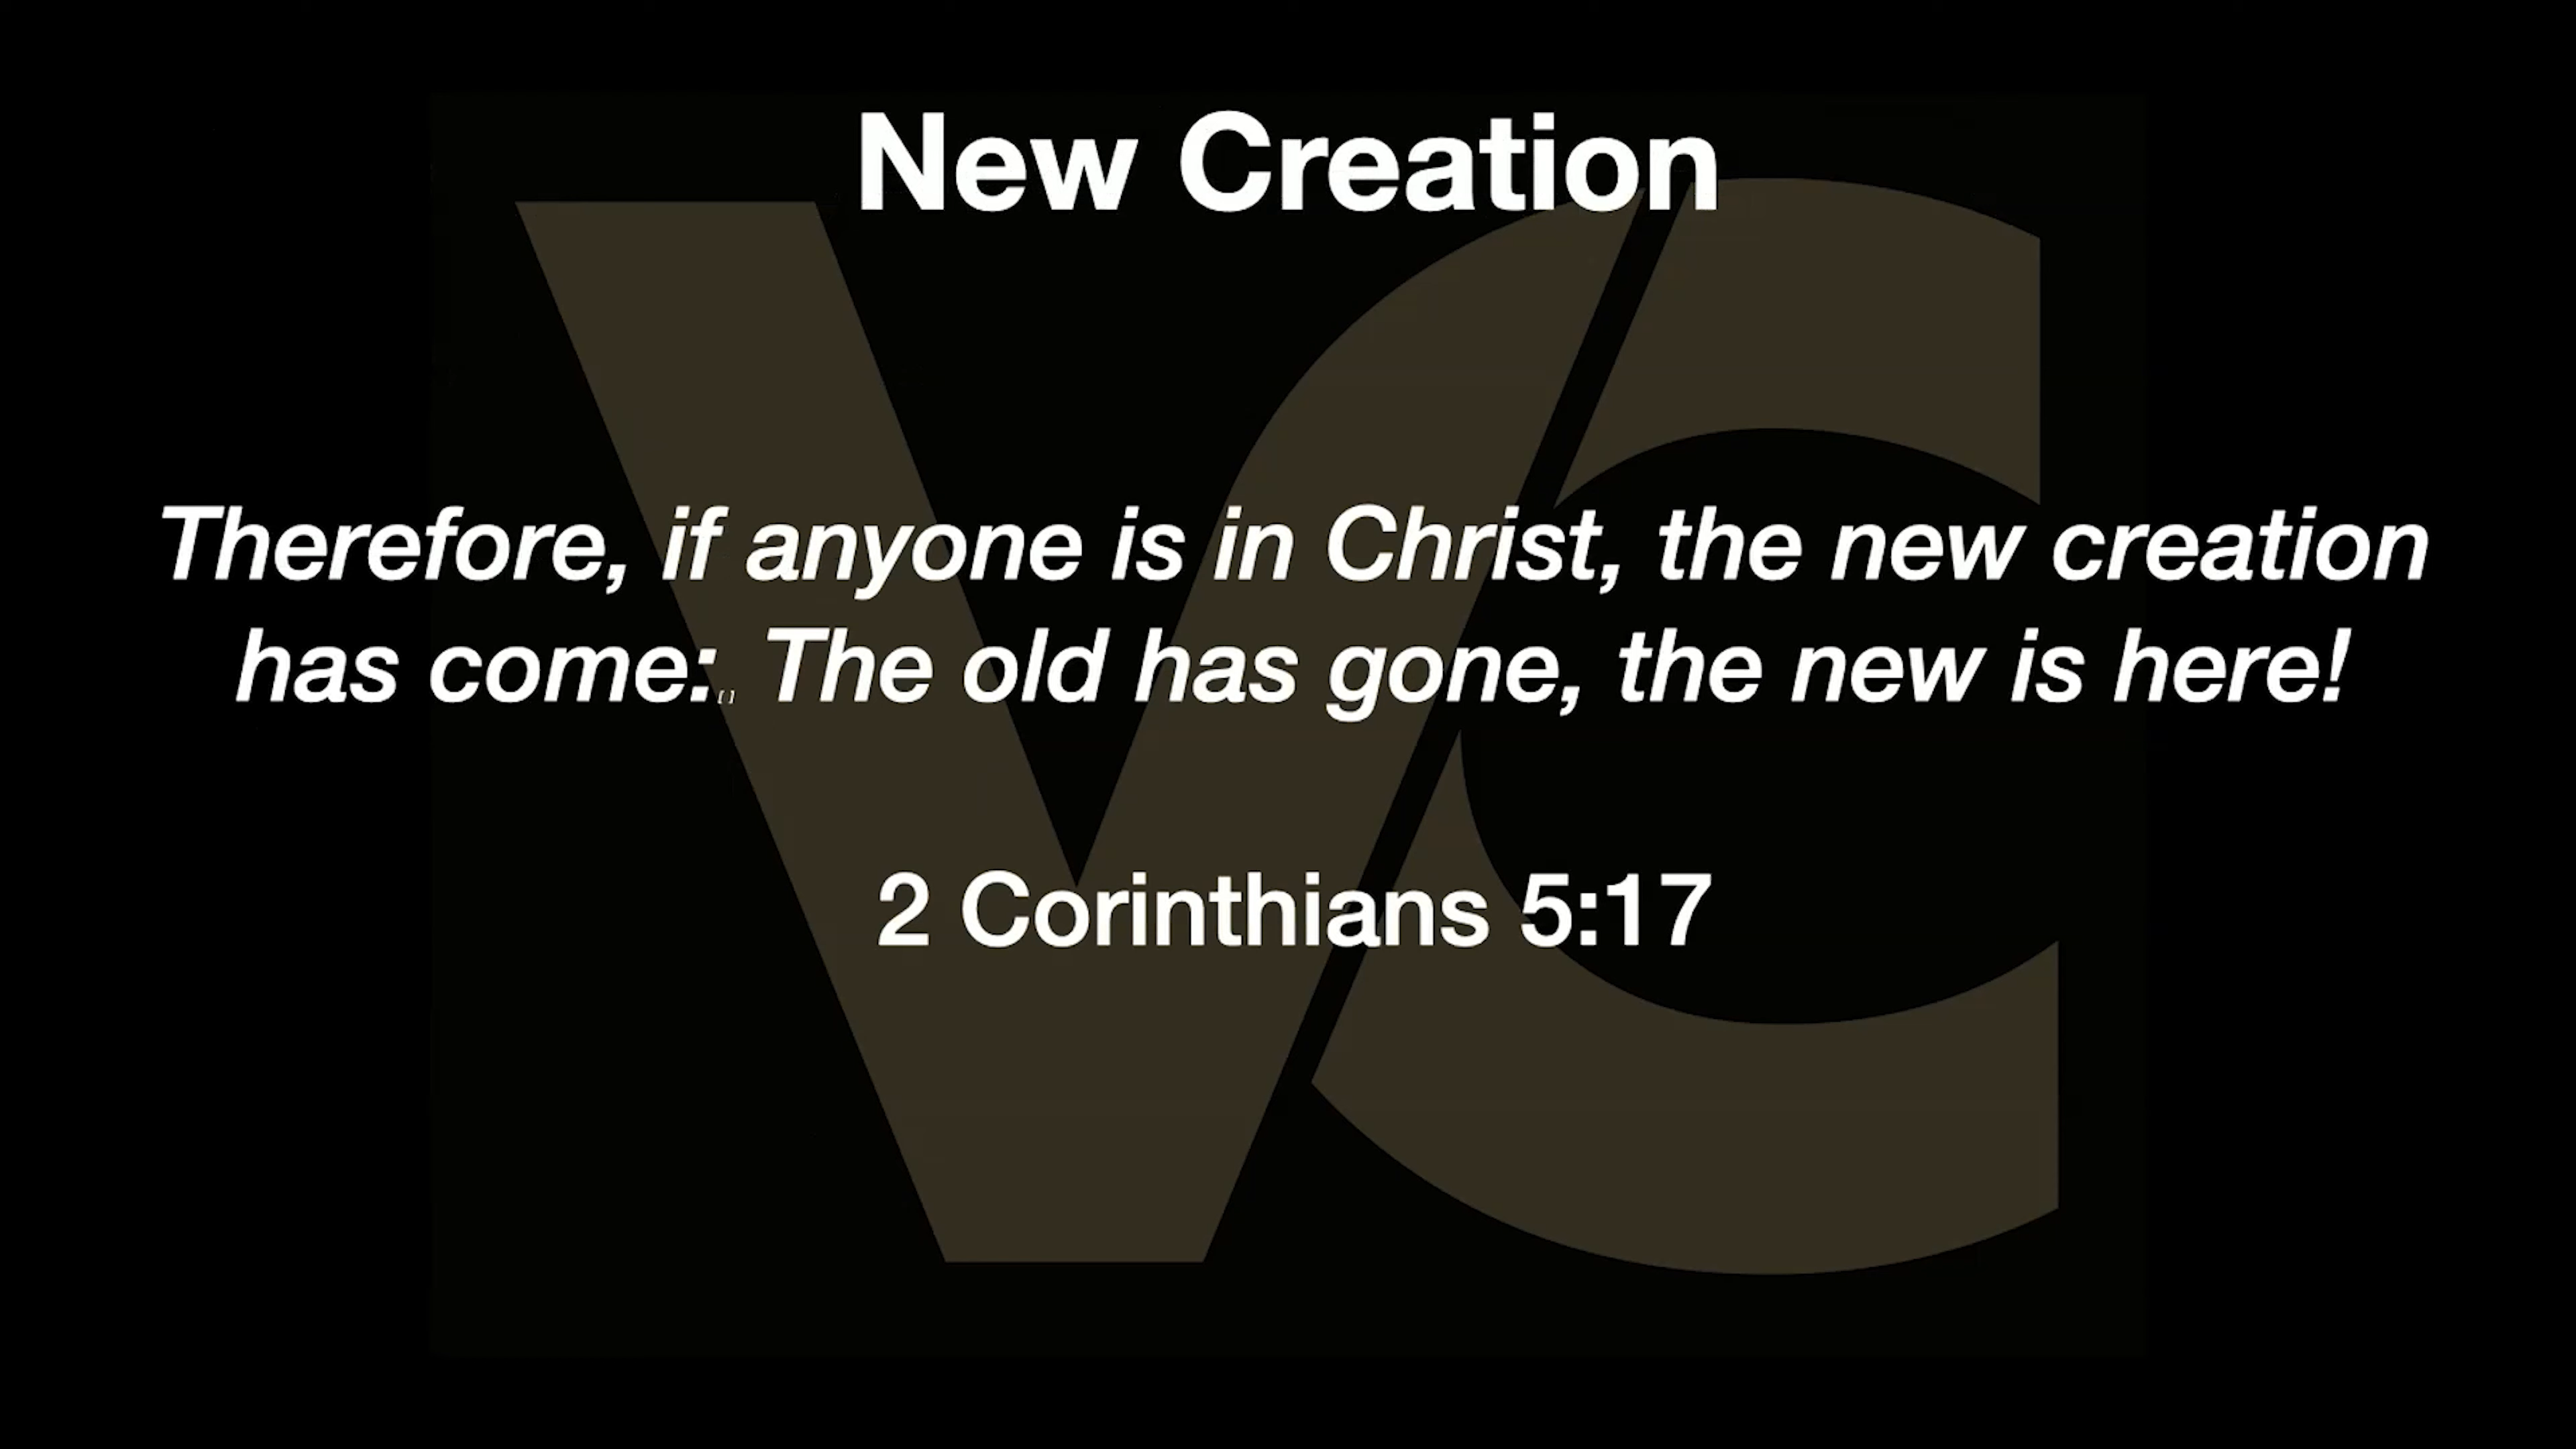 New Creation
Therefore, if anyone is in Christ, the new creation
has come:[ ] The old has gone, the new is here!
2 Corinthians 5:17
VC